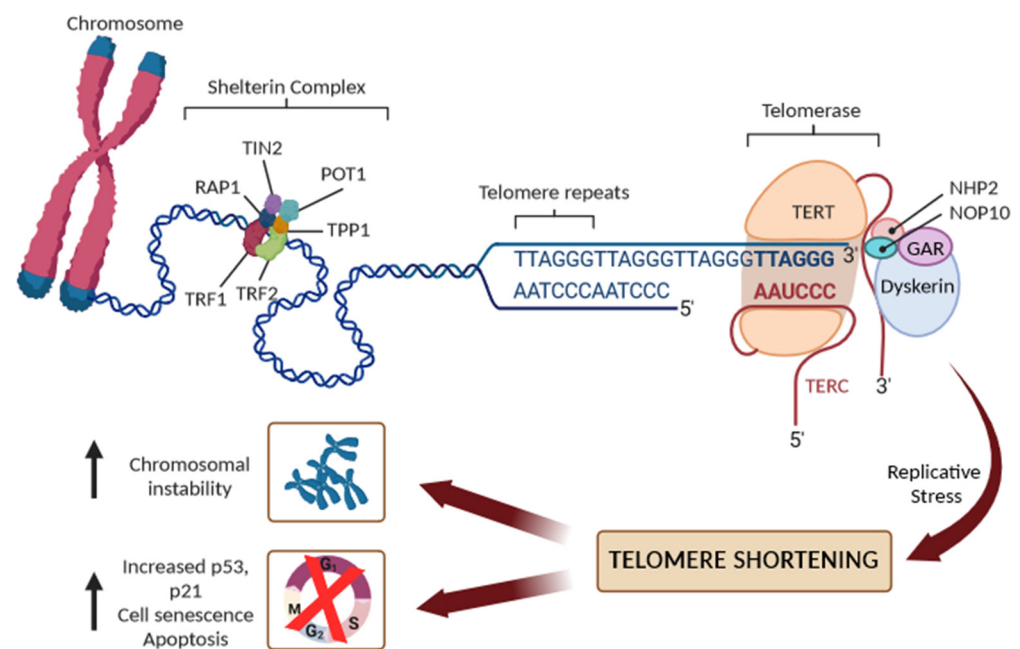 Chromosome
Shelterin Complex
TIN2
RAP1
POT1
TPP1
TRF1
TRF2
Telomere repeats
Telomerase
TERT
NHP2
NOP10
GAR
Dyskerin
TTAGGGTTAGGGTTAGGGTTAGGG 3'
AATCCCAATCCC
5'
AAUCCC
TERC
3'
5'
Replicative
Stress
TELOMERE SHORTENING
Chromosomal
instability
Increased p53,
p21
Cell senescence
Apoptosis
G1
M
S
G2